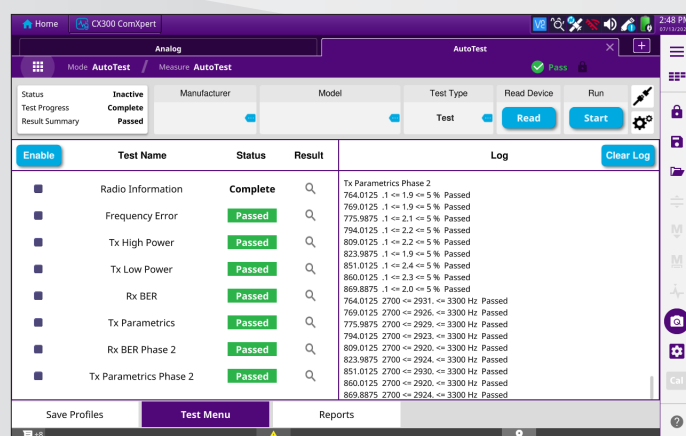 Home CX300 ComXpert VE 2:48 PM
07/13/202
Analog AutoTest
Mode AutoTest / Measure AutoTest Pass
Status Inactive
Test Progress Complete
Result Summary Passed
Manufacturer Model Test Type Read Device Run
Test Read Start
Enable Test Name Status Result Log Clear Log
Radio Information Complete
Frequency Error Passed
Tx High Power Passed
Tx Low Power Passed
Rx BER Passed
Tx Parametrics Passed
Rx BER Phase 2 Passed
Tx Parametrics Phase 2 Passed
Tx Parametrics Phase 2
764.0125 .1 <= 1.9 <= 5 % Passed
769.0125 .1 <= 1.9 <= 5 % Passed
775.9875 .1 <= 2.1 <= 5 % Passed
794.0125 .1 <= 2.2 <= 5 % Passed
809.0125 .1 <= 2.2 <= 5 % Passed
823.9875 .1 <= 1.9 <= 5 % Passed
851.0125 .1 <= 2.4 <= 5 % Passed
860.0125 .1 <= 2.3 <= 5 % Passed
869.8875 .1 <= 2.0 <= 5 % Passed
764.0125 2700 <= 2931. <= 3300 Hz Passed
769.0125 2700 <= 2926. <= 3300 Hz Passed
775.9875 2700 <= 2929. <= 3300 Hz Passed
794.0125 2700 <= 2923. <= 3300 Hz Passed
809.0125 2700 <= 2920. <= 3300 Hz Passed
823.9875 2700 <= 2924. <= 3300 Hz Passed
851.0125 2700 <= 2930. <= 3300 Hz Passed
860.0125 2700 <= 2920. <= 3300 Hz Passed
869.8875 2700 <= 2924. <= 3300 Hz Passed
M
M
Cal
Save Profiles Test Menu Reports
+8